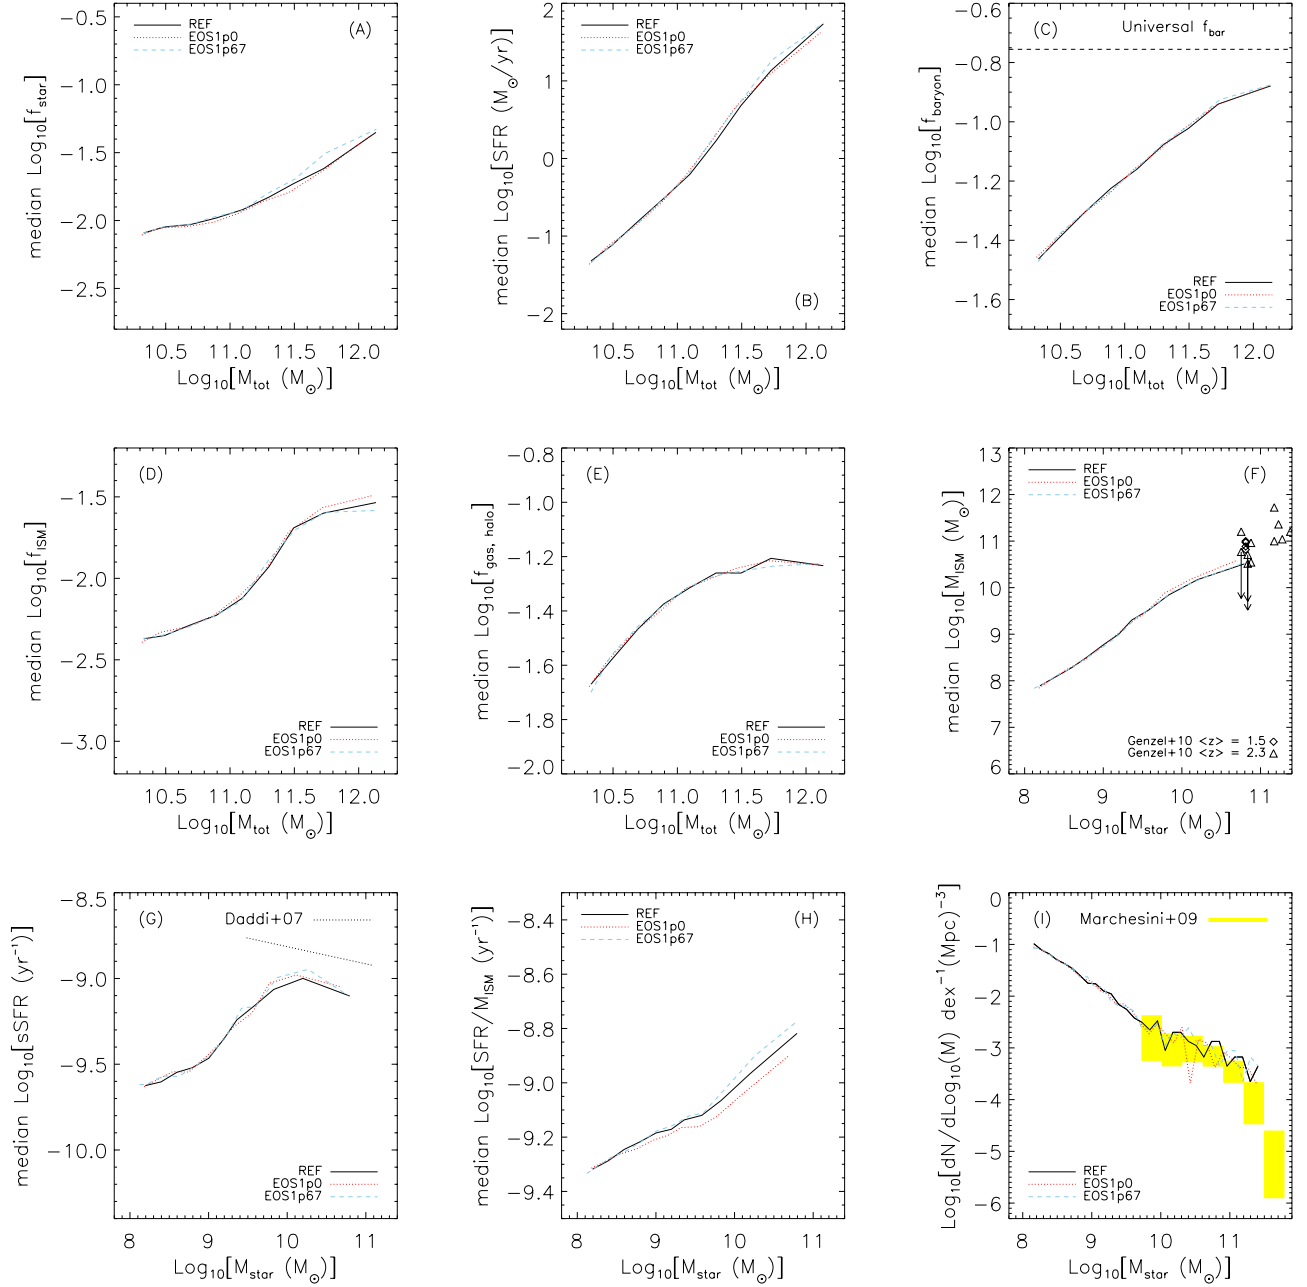 REF
EOS1p0
EOS1p67
(A)
median Log10[fstar]
-0.5
-1.0
-1.5
-2.0
-2.5
10.5 11.0 11.5 12.0
Log10[Mtot (M⊙)]
REF
EOS1p0
EOS1p67
(B)
median Log10[SFR (M⊙/yr)]
2
1
0
-1
-2
10.5 11.0 11.5 12.0
Log10[Mtot (M⊙)]
(C) Universal fbar
REF
EOS1p0
EOS1p67
median Log10[fbaryon]
-0.6
-0.8
-1.0
-1.2
-1.4
-1.6
10.5 11.0 11.5 12.0
Log10[Mtot (M⊙)]
(D)
REF
EOS1p0
EOS1p67
median Log10[fISM]
-1.5
-2.0
-2.5
-3.0
10.5 11.0 11.5 12.0
Log10[Mtot (M⊙)]
(E)
REF
EOS1p0
EOS1p67
median Log10[fgas, halo]
-0.8
-1.0
-1.2
-1.4
-1.6
-1.8
-2.0
10.5 11.0 11.5 12.0
Log10[Mtot (M⊙)]
REF
EOS1p0
EOS1p67
(F)
Genzel+10 <z> = 1.5
Genzel+10 <z> = 2.3
median Log10[MISM (M⊙)]
13
12
11
10
9
8
7
6
8 9 10 11
Log10[Mstar (M⊙)]
(G) Daddi+07
REF
EOS1p0
EOS1p67
median Log10[sSFR (yr⁻¹)]
-8.5
-9.0
-9.5
-10.0
8 9 10 11
Log10[Mstar (M⊙)]
REF
EOS1p0
EOS1p67
(H)
median Log10[SFR/MISM (yr⁻¹)]
-8.4
-8.6
-8.8
-9.0
-9.2
-9.4
8 9 10 11
Log10[Mstar (M⊙)]
(I) Marchesini+09
REF
EOS1p0
EOS1p67
Log10[dN/dLog10(M) dex⁻¹(Mpc)⁻³]
0
-1
-2
-3
-4
-5
-6
8 9 10 11
Log10[Mstar (M⊙)]